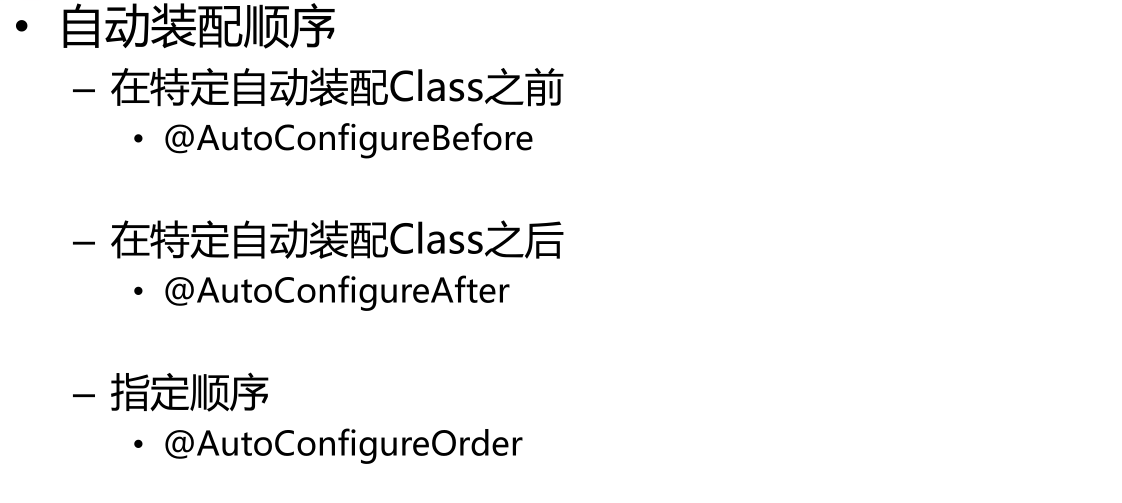 • 自动装配顺序
– 在特定自动装配Class之前
• @AutoConfigureBefore
– 在特定自动装配Class之后
• @AutoConfigureAfter
– 指定顺序
• @AutoConfigureOrder